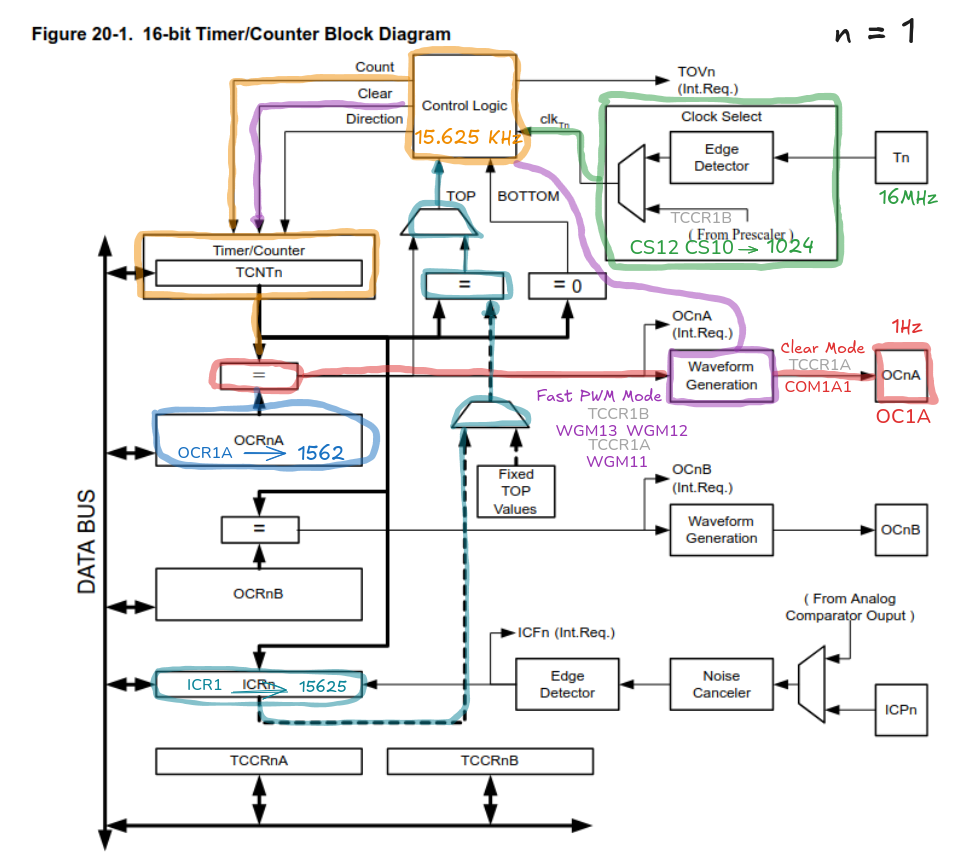 Figure 20-1. 16-bit Timer/Counter Block Diagram
n = 1
Count
Clear
Direction
Control Logic
15.625 KHz
TOVn
(Int.Req.)
clkTn
Clock Select
Edge
Detector
TCCR1B
( From Prescaler )
CS12 CS10 → 1024
Tn
16MHz
TOP
BOTTOM
Timer/Counter
TCNTn
=
= 0
OCnA
(Int.Req.)
=
Waveform
Generation
Clear Mode
TCCR1A
COM1A1
1Hz
OCnA
OC1A
Fast PWM Mode
TCCR1B
WGM13 WGM12
TCCR1A
WGM11
OCRnA
OCR1A → 1562
Fixed
TOP
Values
OCnB
(Int.Req.)
=
Waveform
Generation
OCnB
DATA BUS
OCRnB
( From Analog
Comparator Ouput )
ICFn (Int.Req.)
ICR1 ICRn → 15625
Edge
Detector
Noise
Canceler
ICPn
TCCRnA
TCCRnB